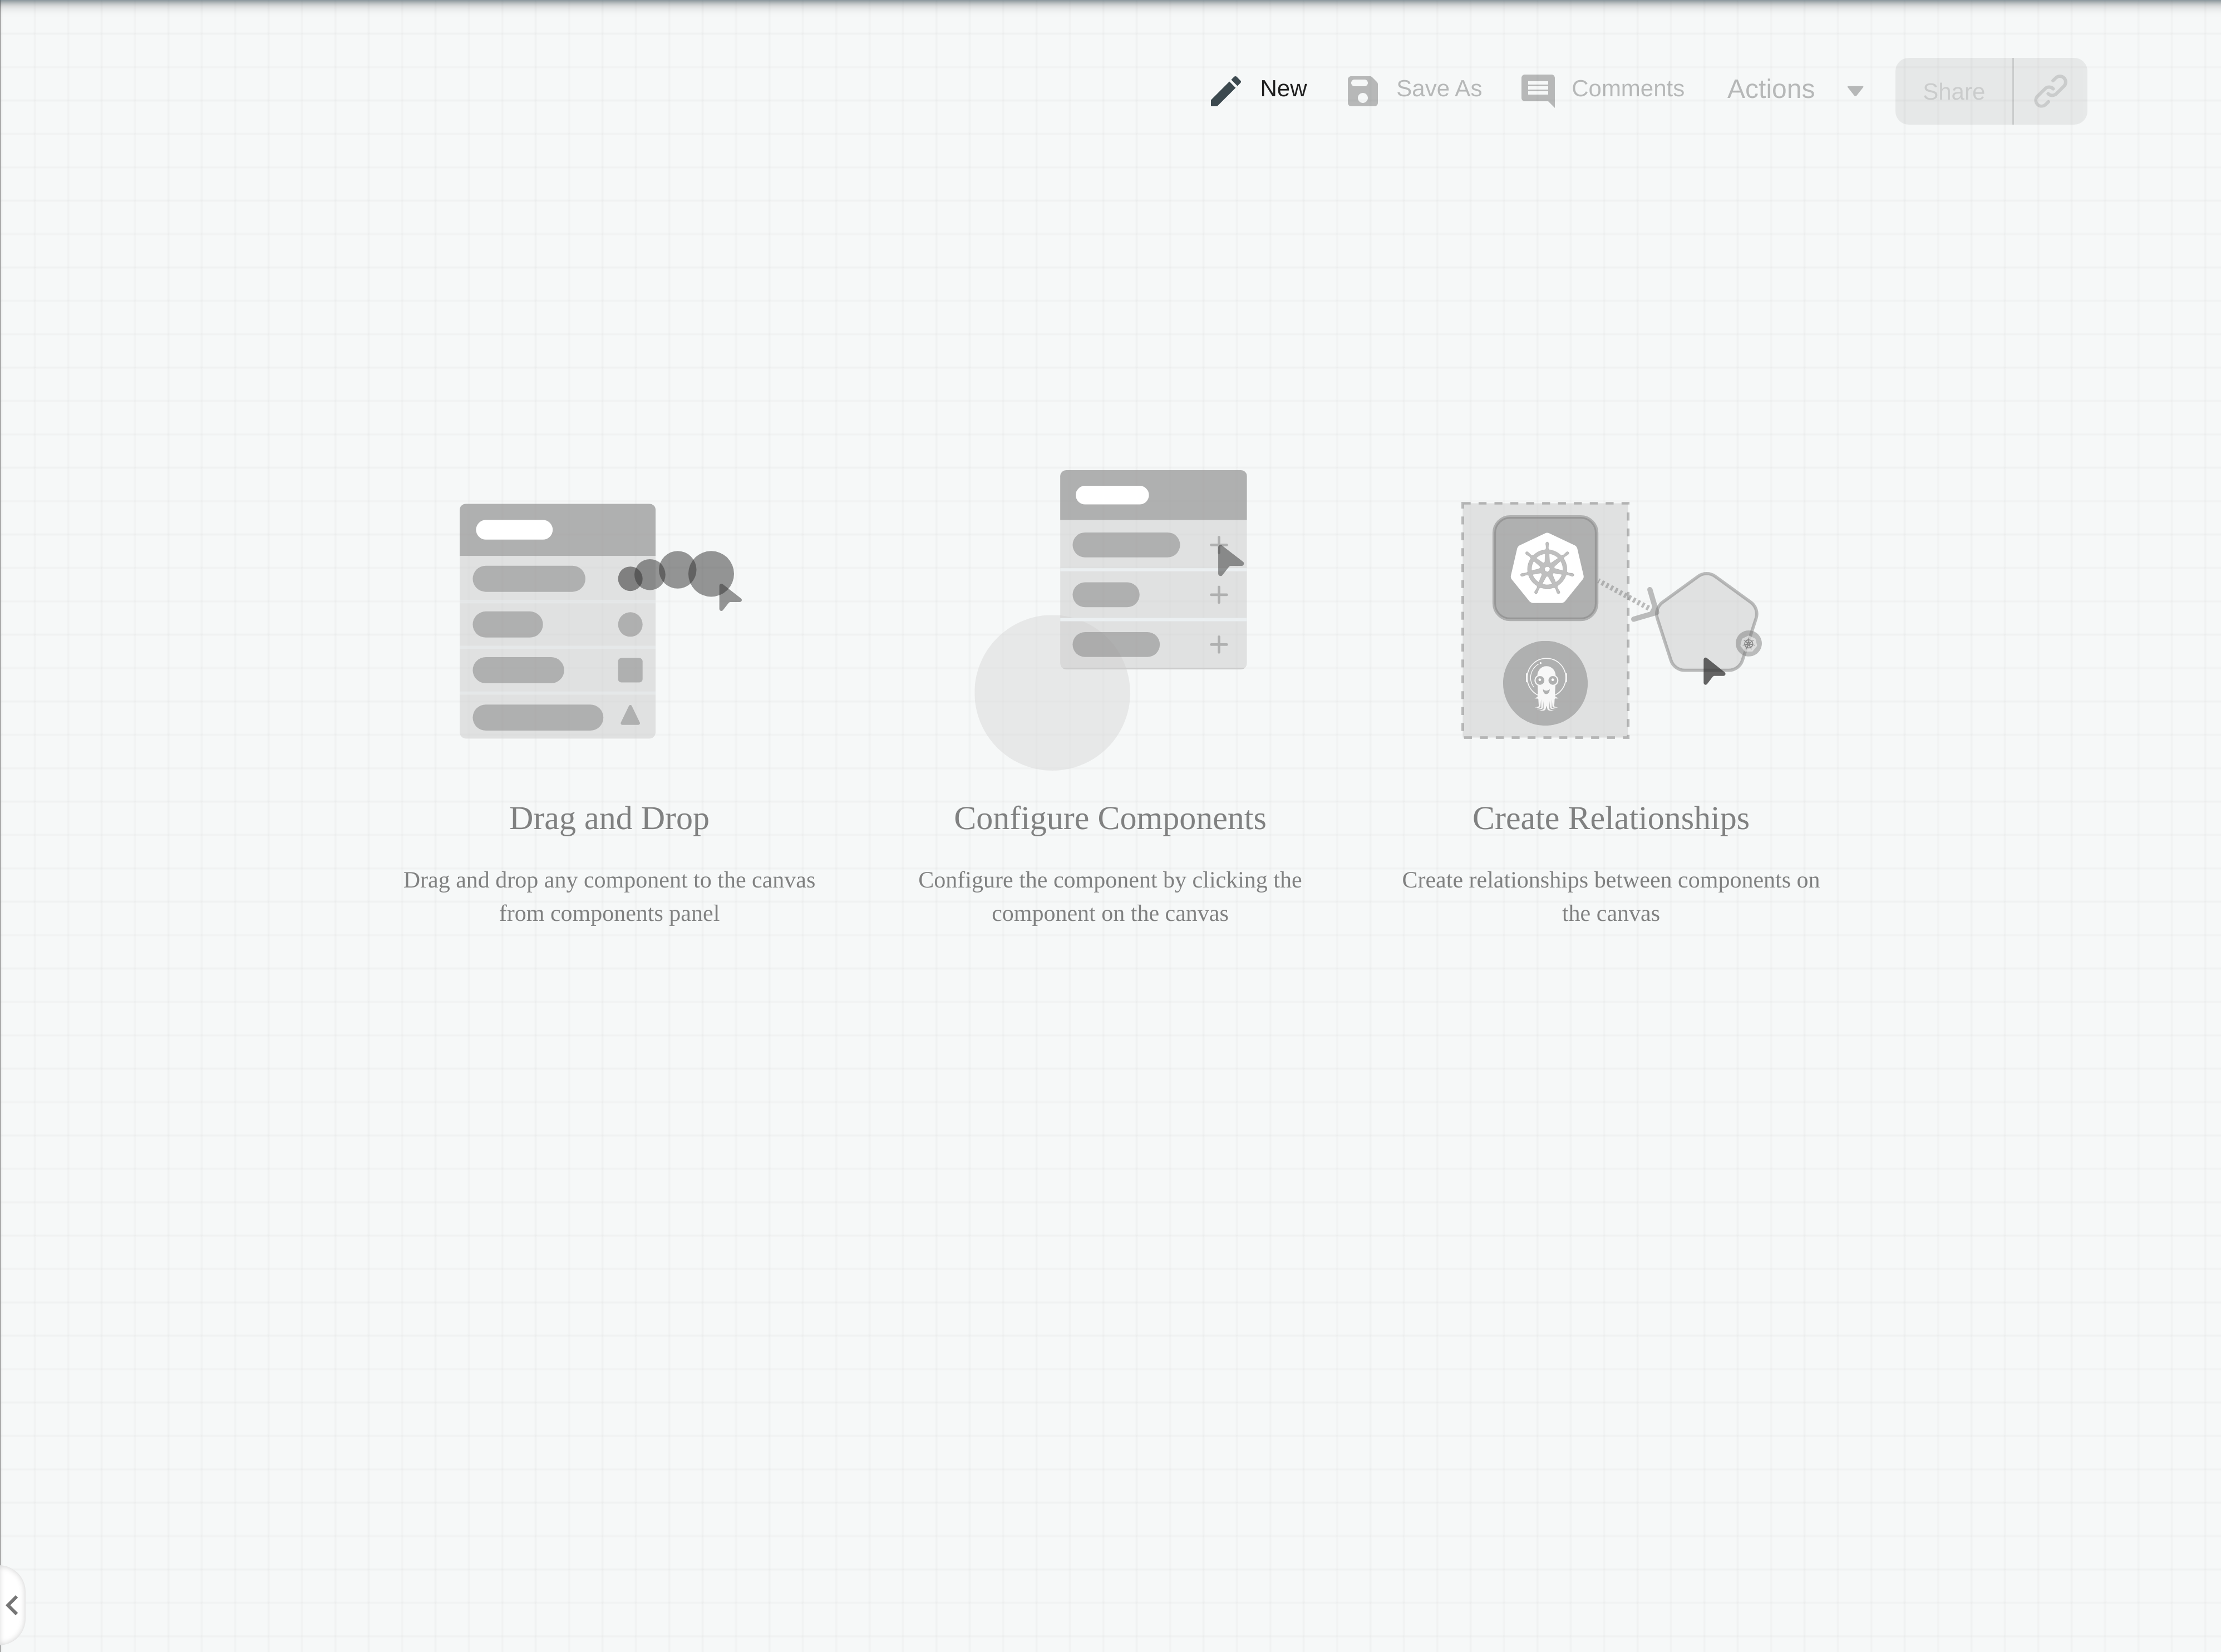 New
Save As
Comments
Actions
Share
Drag and Drop
Drag and drop any component to the canvas
from components panel
Configure Components
Configure the component by clicking the
component on the canvas
Create Relationships
Create relationships between components on
the canvas